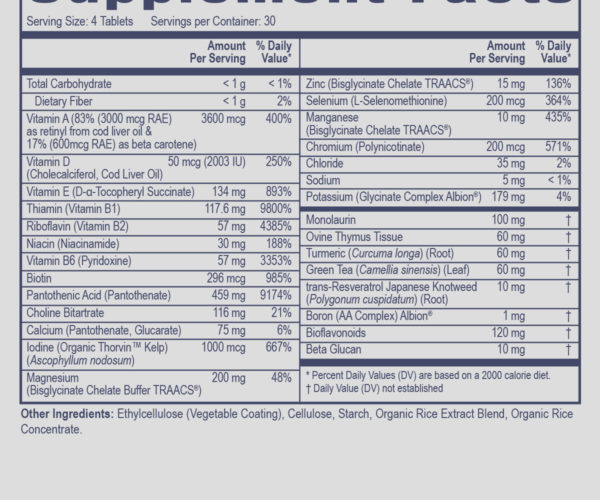 Supplement Facts
Serving Size: 4 Tablets Servings per Container: 30
Amount Per Serving % Daily Value*
Total Carbohydrate < 1 g < 1%
Dietary Fiber < 1 g 2%
Vitamin A (83% (3000 mcg RAE) 3600 mcg 400%
as retinyl from cod liver oil &
17% (600mcg RAE) as beta carotene)
Vitamin D 50 mcg (2003 IU) 250%
(Cholecalciferol, Cod Liver Oil)
Vitamin E (D-α-Tocopheryl Succinate) 134 mg 893%
Thiamin (Vitamin B1) 117.6 mg 9800%
Riboflavin (Vitamin B2) 57 mg 4385%
Niacin (Niacinamide) 30 mg 188%
Vitamin B6 (Pyridoxine) 57 mg 3353%
Biotin 296 mcg 985%
Pantothenic Acid (Pantothenate) 459 mg 9174%
Choline Bitartrate 116 mg 21%
Calcium (Pantothenate, Glucarate) 75 mg 6%
Iodine (Organic Thorvin™ Kelp) 1000 mcg 667%
(Ascophyllum nodosum)
Magnesium 200 mg 48%
(Bisglycinate Chelate Buffer TRAACS®)
Amount Per Serving % Daily Value*
Zinc (Bisglycinate Chelate TRAACS®) 15 mg 136%
Selenium (L-Selenomethionine) 200 mcg 364%
Manganese 10 mg 435%
(Bisglycinate Chelate TRAACS®)
Chromium (Polynicotinate) 200 mcg 571%
Chloride 35 mg 2%
Sodium 5 mg < 1%
Potassium (Glycinate Complex Albion®) 179 mg 4%
Monolaurin 100 mg †
Ovine Thymus Tissue 60 mg †
Turmeric (Curcuma longa) (Root) 60 mg †
Green Tea (Camellia sinensis) (Leaf) 60 mg †
trans-Resveratrol Japanese Knotweed 10 mg †
(Polygonum cuspidatum) (Root)
Boron (AA Complex) Albion® 1 mg †
Bioflavonoids 120 mg †
Beta Glucan 10 mg †
* Percent Daily Values (DV) are based on a 2000 calorie diet.
† Daily Value (DV) not established
Other Ingredients: Ethylcellulose (Vegetable Coating), Cellulose, Starch, Organic Rice Extract Blend, Organic Rice
Concentrate.